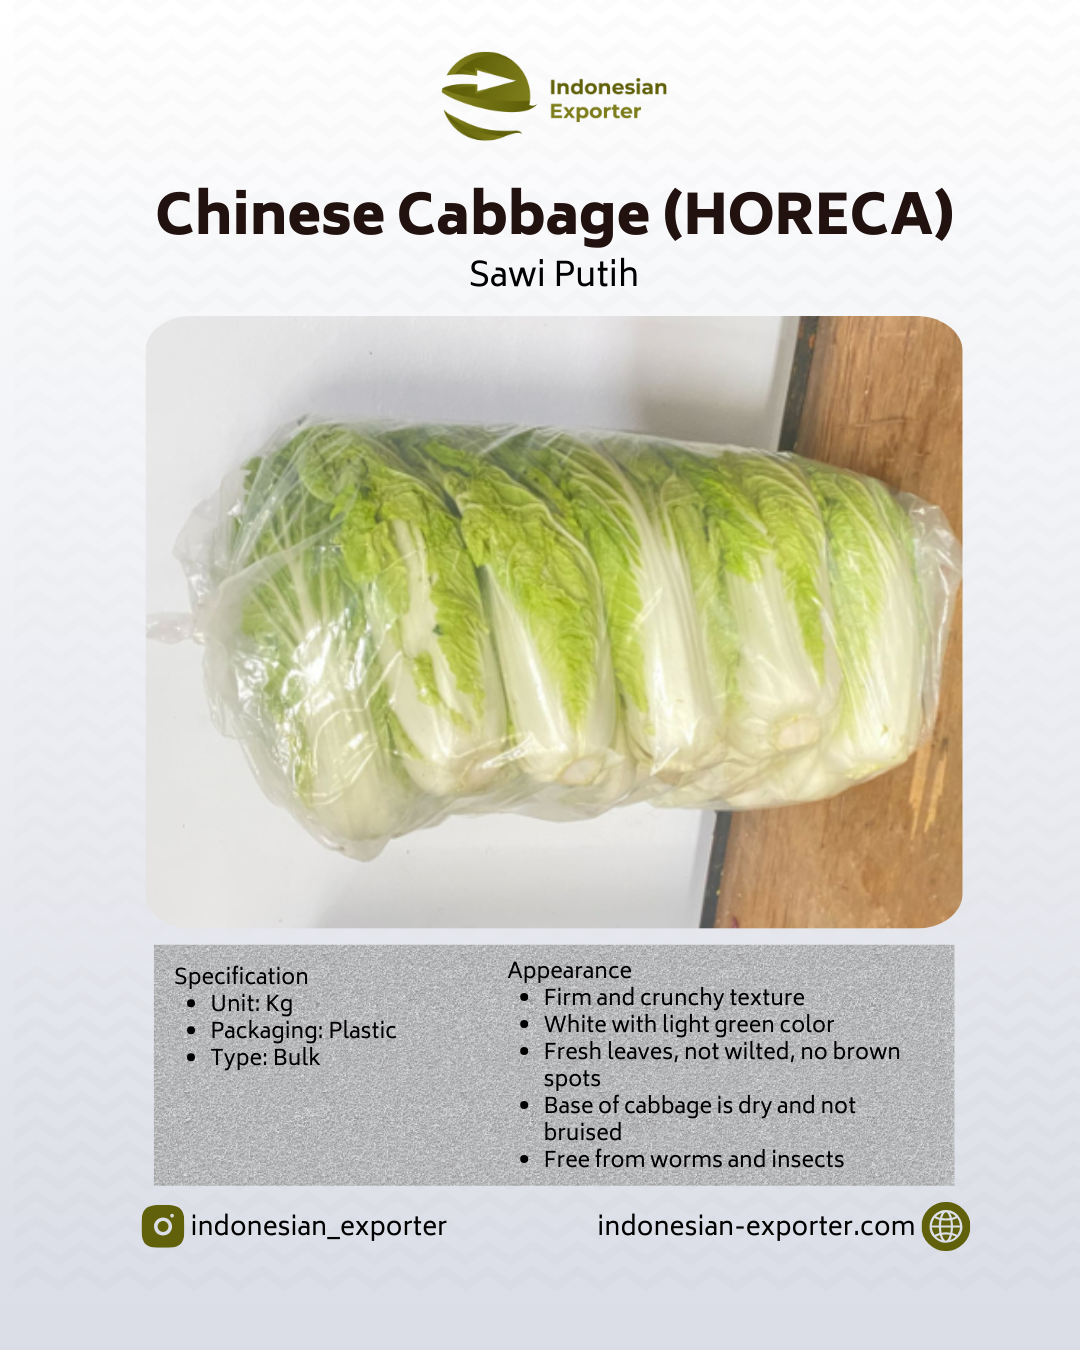 Indonesian
Exporter
Chinese Cabbage (HORECA)
Sawi Putih
Specification
• Unit: Kg
• Packaging: Plastic
• Type: Bulk
Appearance
• Firm and crunchy texture
• White with light green color
• Fresh leaves, not wilted, no brown
spots
• Base of cabbage is dry and not
bruised
• Free from worms and insects
indonesian_exporter
indonesian-exporter.com